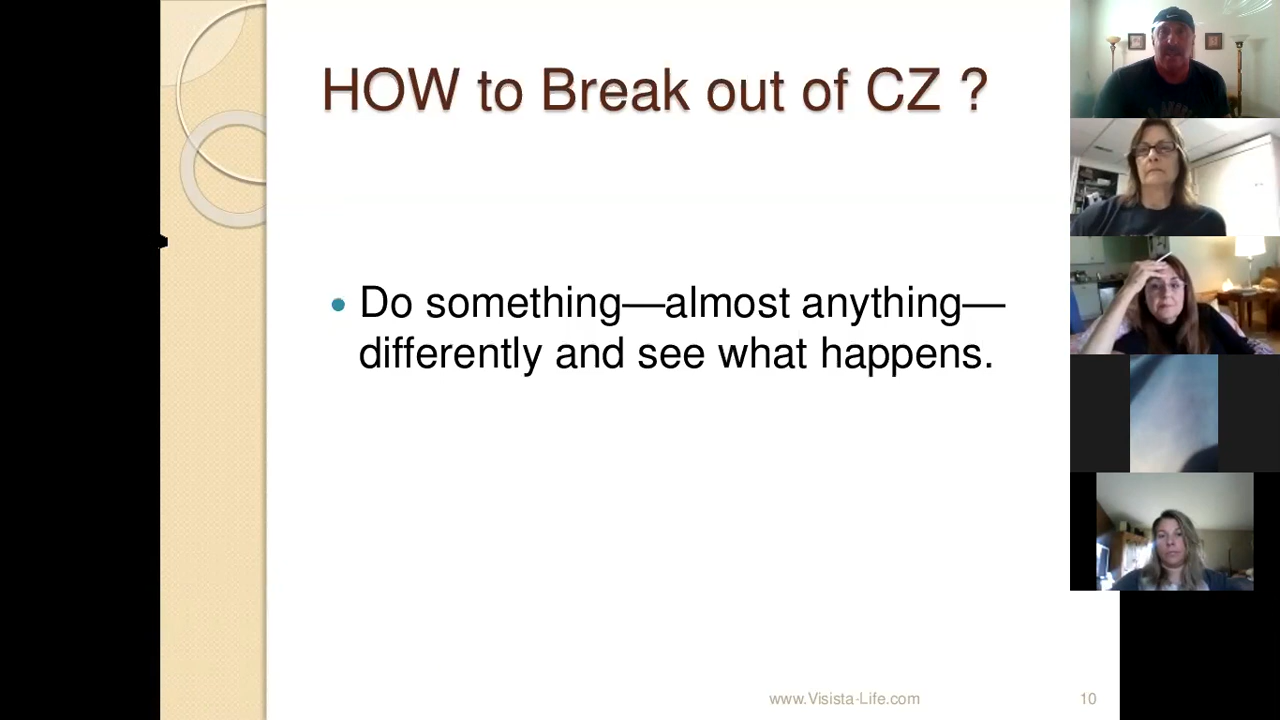 HOW to Break out of CZ ?
• Do something—almost anything—
differently and see what happens.
www.Visista-Life.com
10